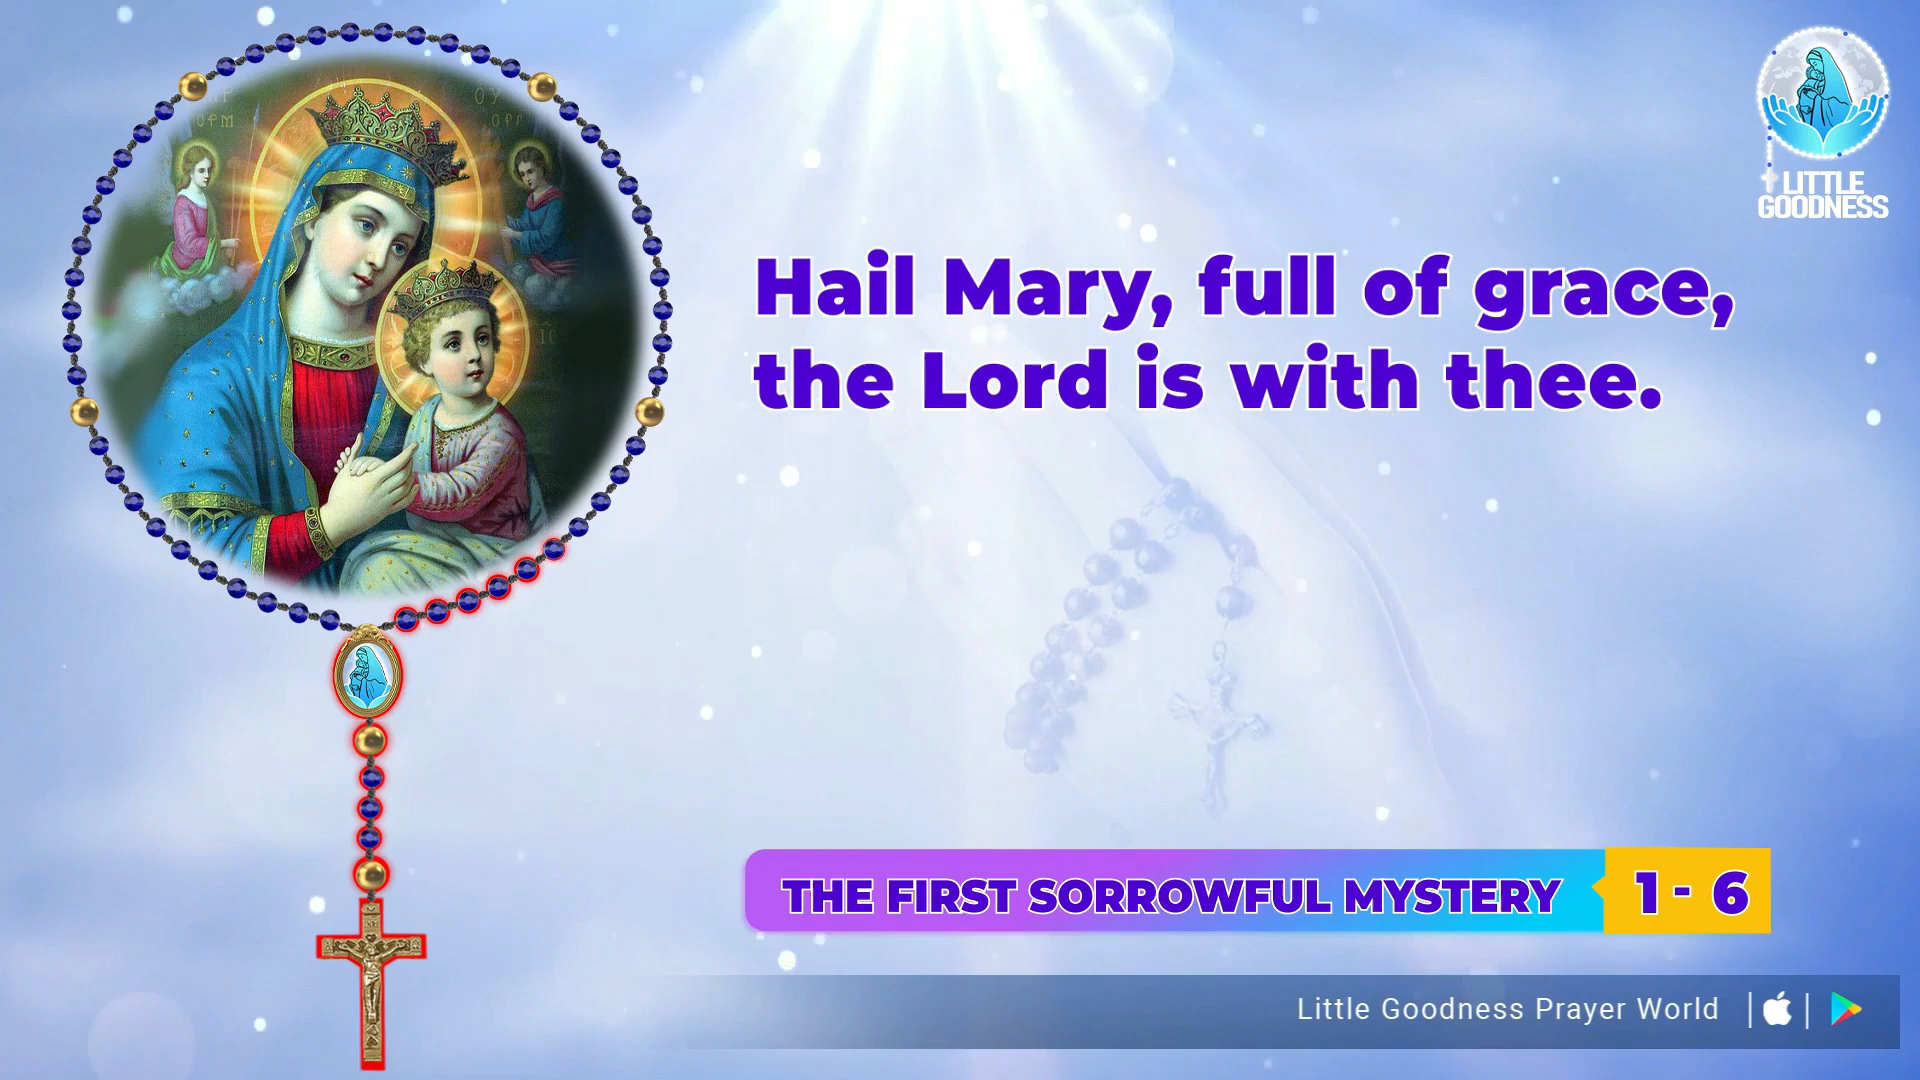 LITTLE
GOODNESS
Hail Mary, full of grace,
the Lord is with thee.
THE FIRST SORROWFUL MYSTERY 1 - 6
Little Goodness Prayer World